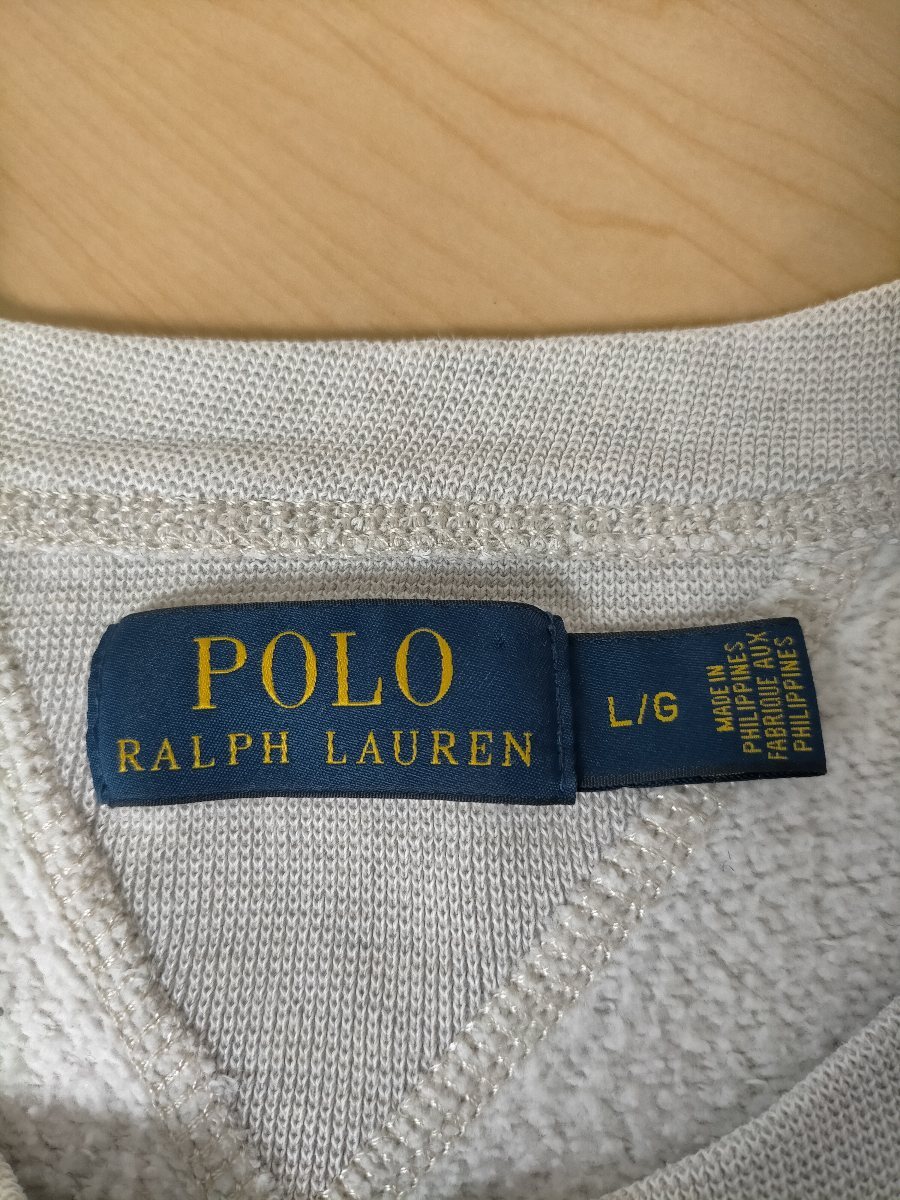 POLO
RALPH LAUREN
L/G
MADE IN
PHILIPPINES
FABRIQUE AUX
PHILIPPINES